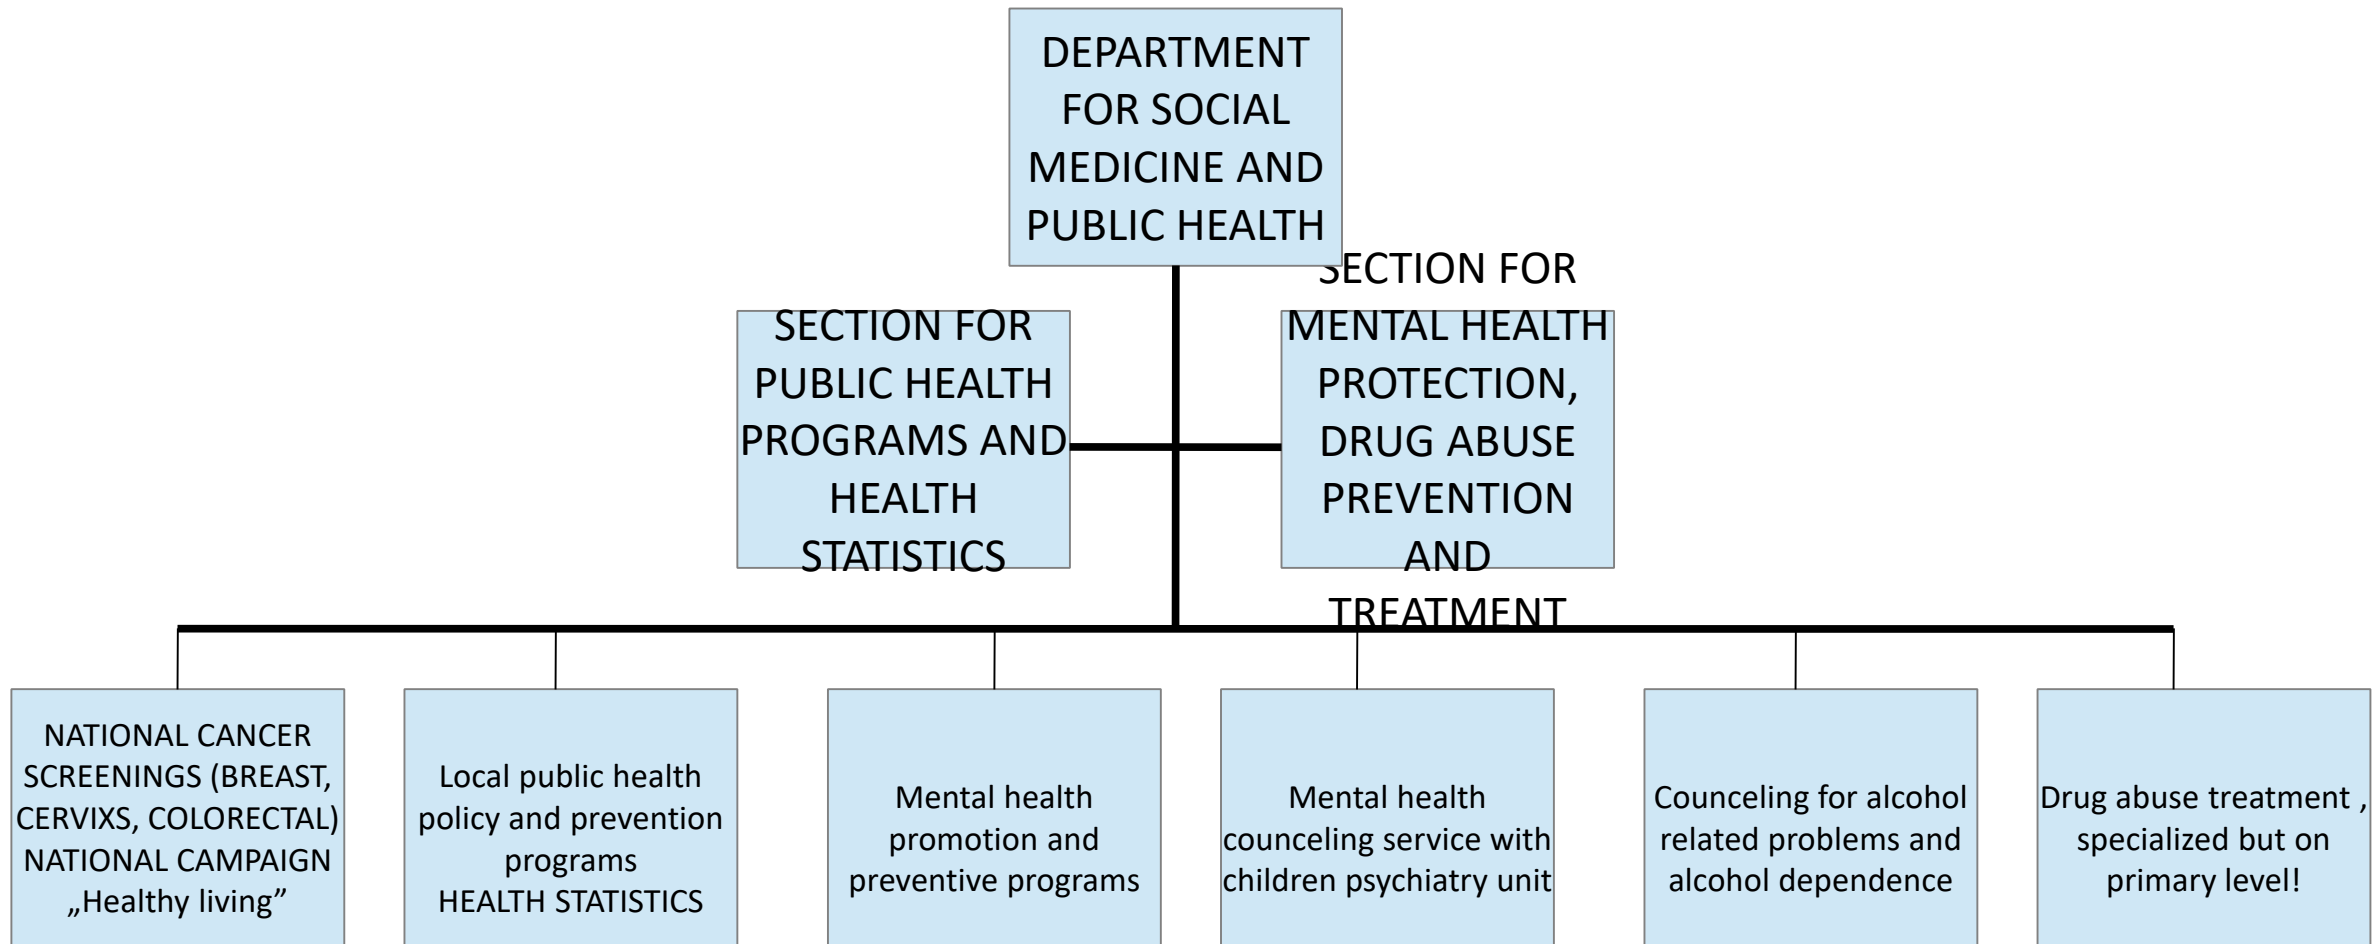 DEPARTMENT
FOR SOCIAL
MEDICINE AND
PUBLIC HEALTH
SECTION FOR
PUBLIC HEALTH
PROGRAMS AND
HEALTH
STATISTICS
SECTION FOR
MENTAL HEALTH
PROTECTION,
DRUG ABUSE
PREVENTION
AND
TREATMENT
NATIONAL CANCER
SCREENINGS (BREAST,
CERVIXS, COLORECTAL)
NATIONAL CAMPAIGN
„Healthy living”
Local public health
policy and prevention
programs
HEALTH STATISTICS
Mental health
promotion and
preventive programs
Mental health
counceling service with
children psychiatry unit
Counceling for alcohol
related problems and
alcohol dependence
Drug abuse treatment ,
specialized but on
primary level!